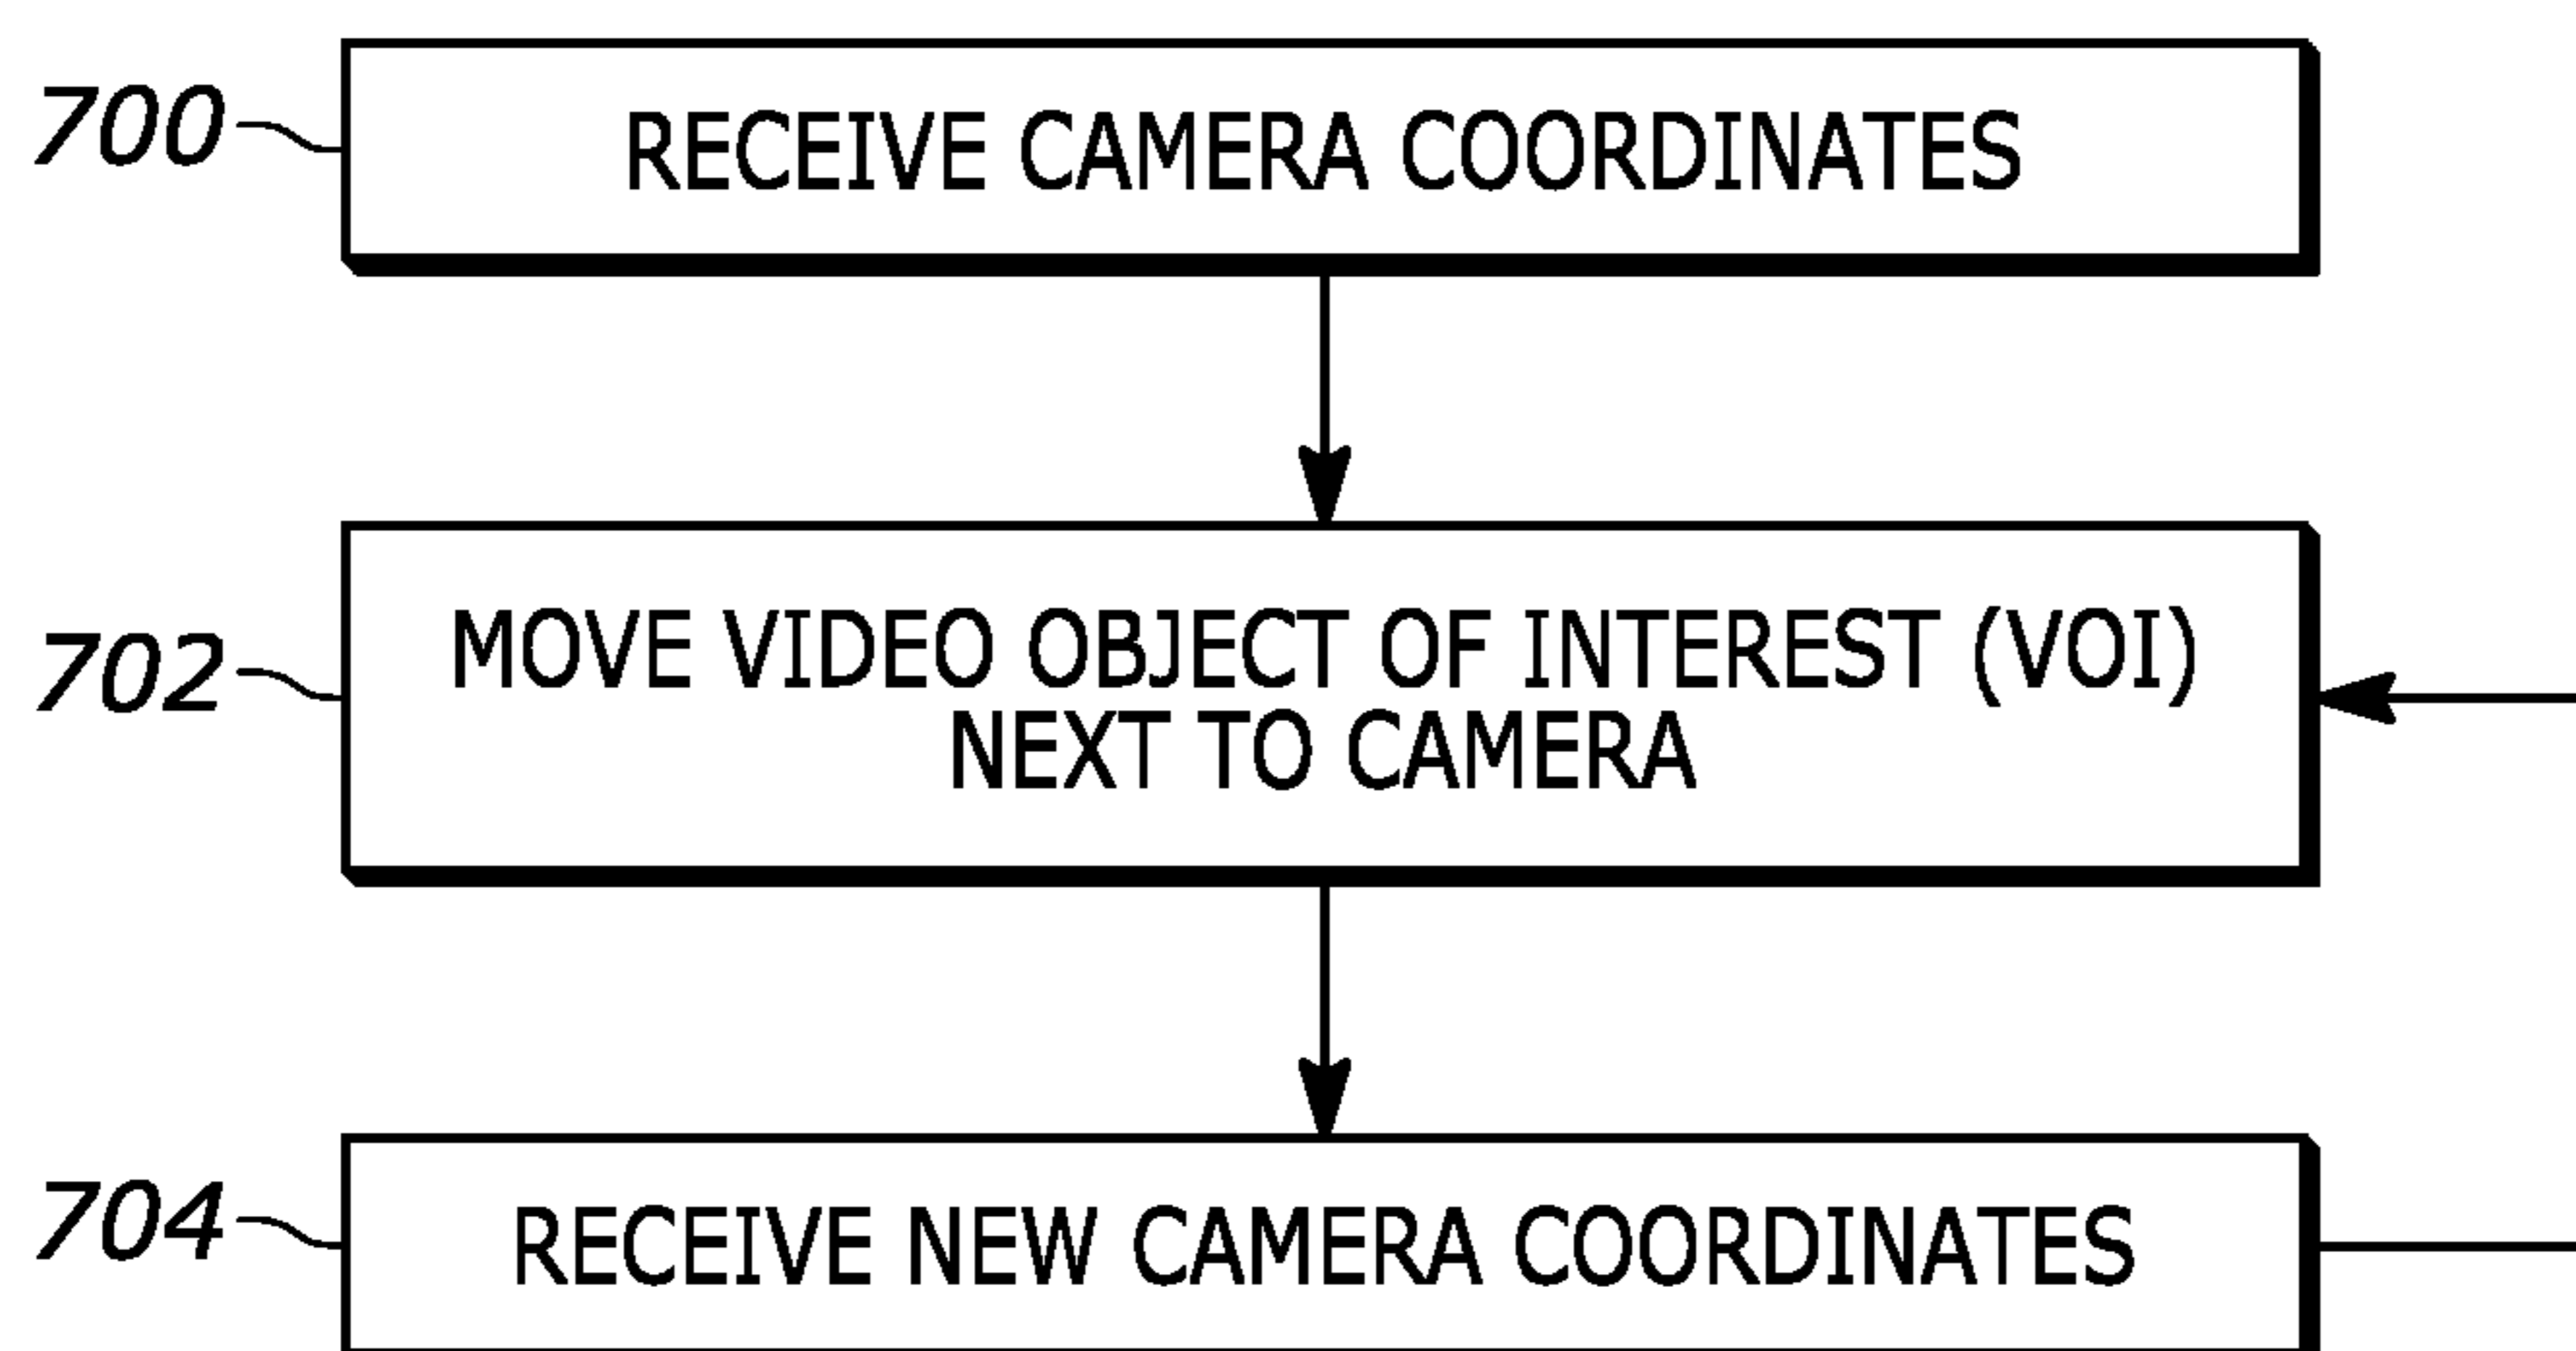 700
RECEIVE CAMERA COORDINATES
702
MOVE VIDEO OBJECT OF INTEREST (VOI)
NEXT TO CAMERA
704
RECEIVE NEW CAMERA COORDINATES